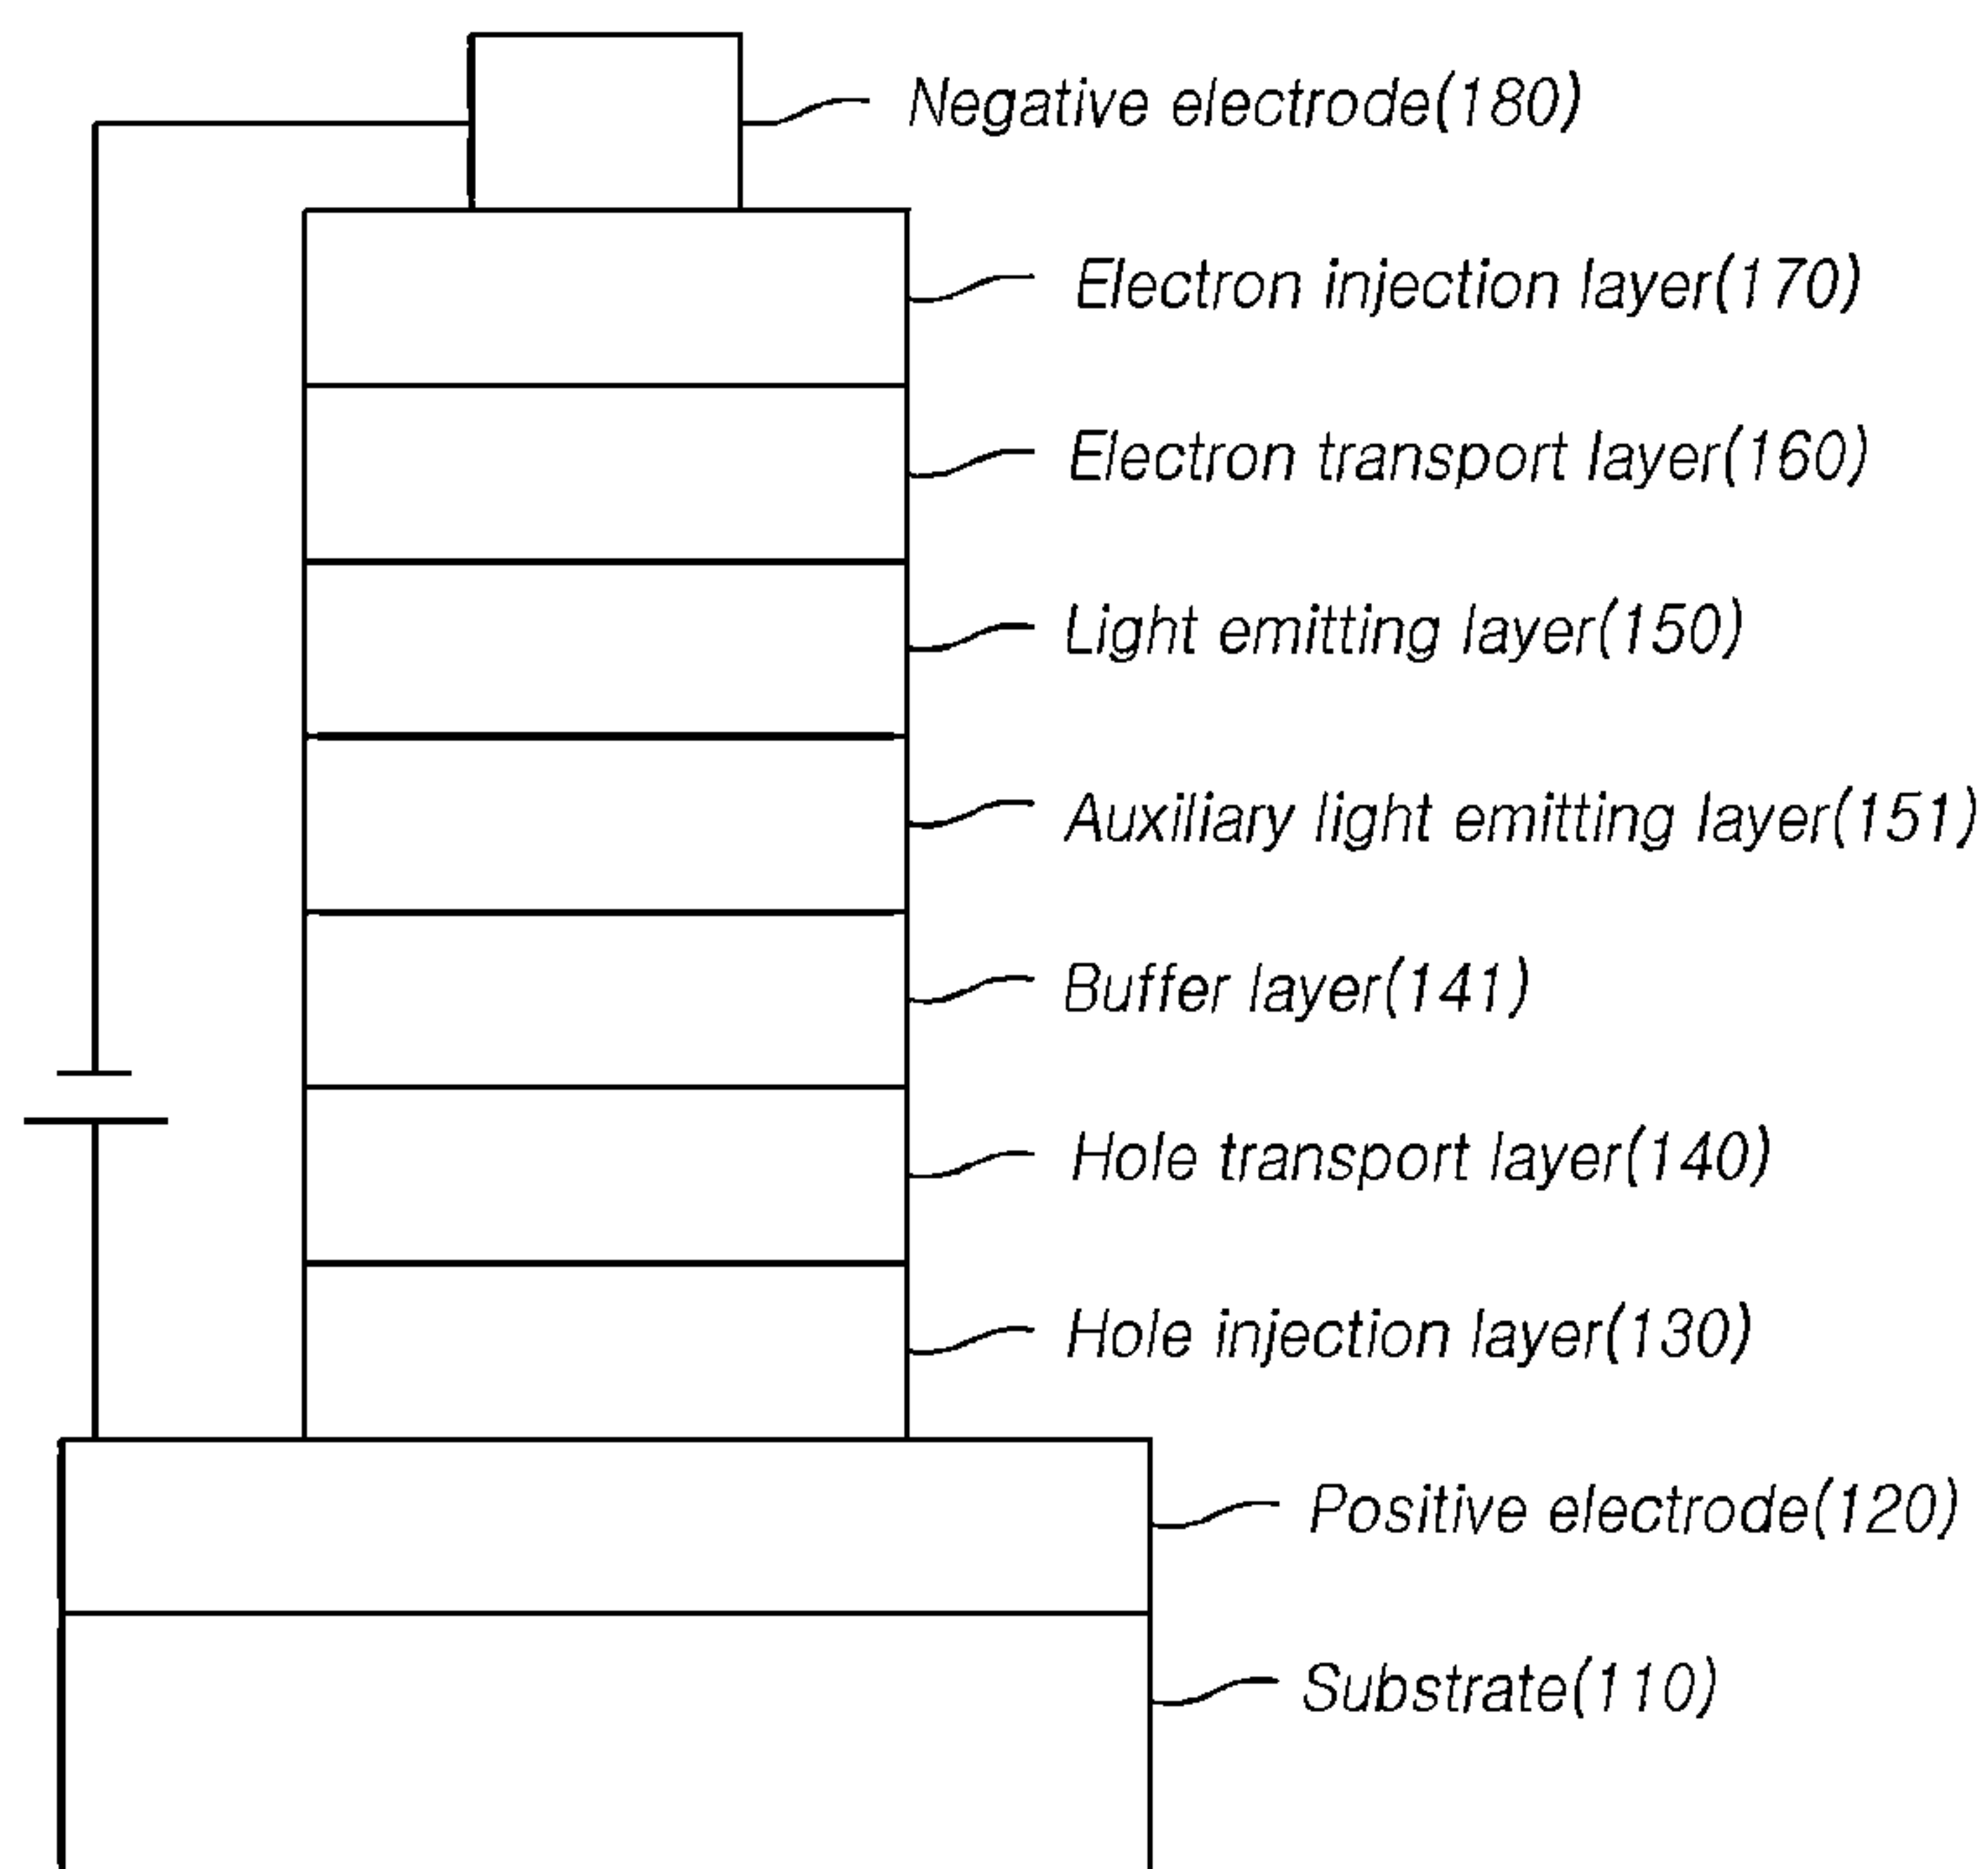 Negative electrode(180)
Electron injection layer(170)
Electron transport layer(160)
Light emitting layer(150)
Auxiliary light emitting layer(151)
Buffer layer(141)
Hole transport layer(140)
Hole injection layer(130)
Positive electrode(120)
Substrate(110)